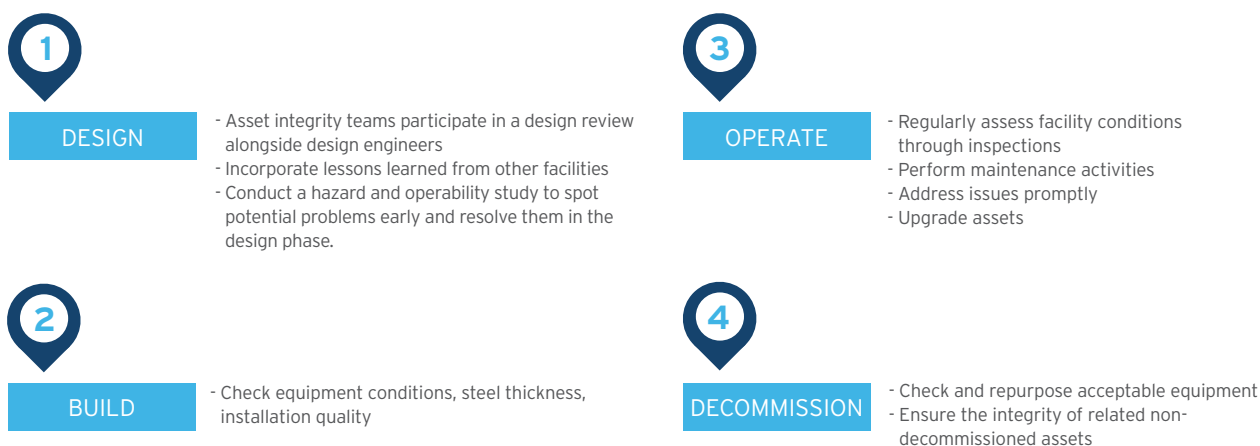 1
DESIGN
- Asset integrity teams participate in a design review
alongside design engineers
- Incorporate lessons learned from other facilities
- Conduct a hazard and operability study to spot
potential problems early and resolve them in the
design phase.
2
BUILD
- Check equipment conditions, steel thickness,
installation quality
3
OPERATE
- Regularly assess facility conditions
through inspections
- Perform maintenance activities
- Address issues promptly
- Upgrade assets
4
DECOMMISSION
- Check and repurpose acceptable equipment
- Ensure the integrity of related non-
decommissioned assets